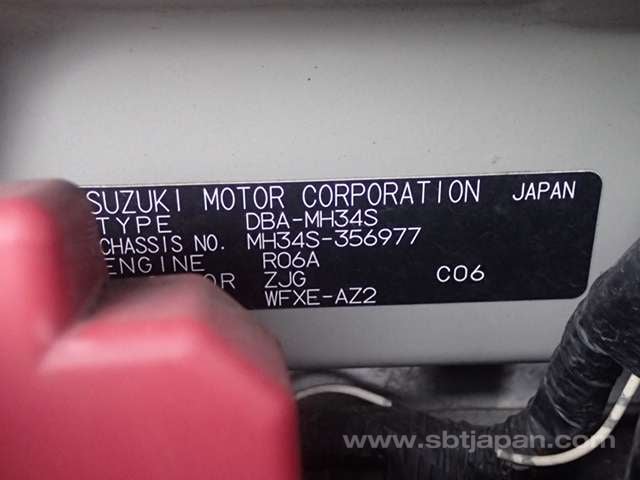 SUZUKI MOTOR CORPORATION JAPAN
TYPE DBA-MH34S
CHASSIS NO. MH34S-356977
ENGINE R06A
OR ZJG C06
WFXE-AZ2
www.sbtjapan.com